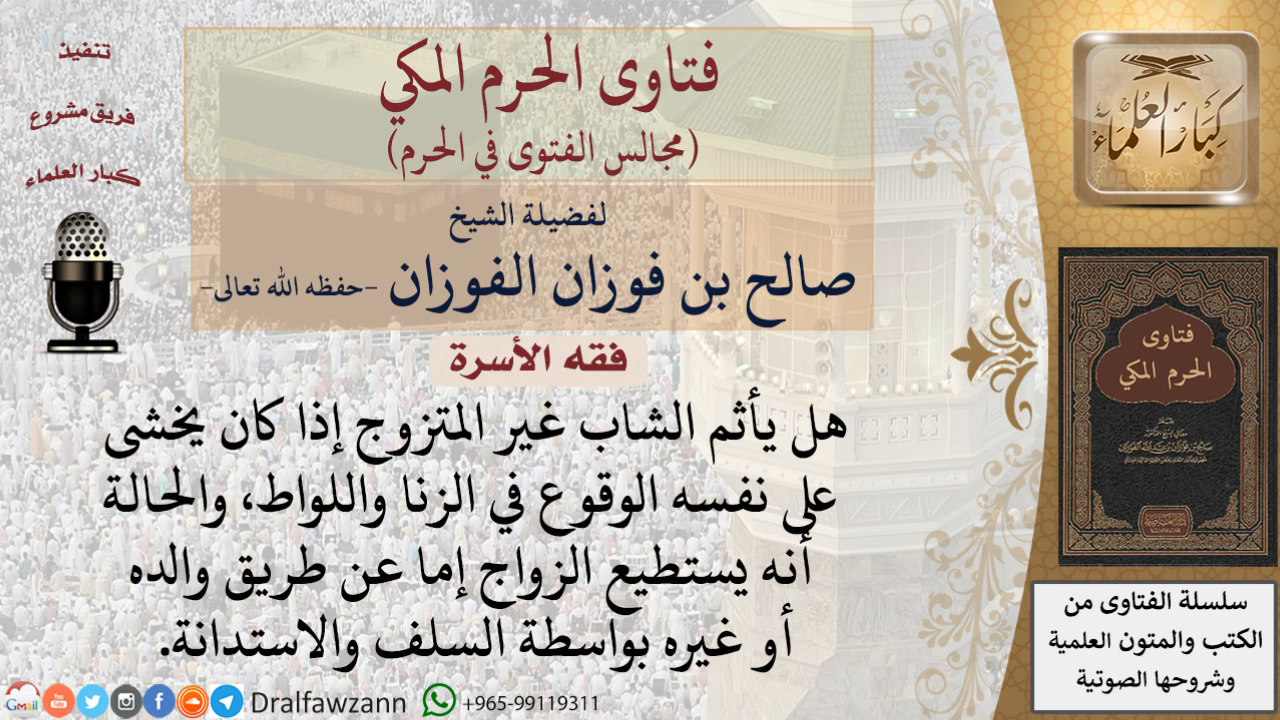 فتاوى الحرم المكي
(مجالس الفتوى في الحرم)
لفضيلة الشيخ
صالح بن فوزان الفوزان -حفظه الله تعالى-
فقه الأسرة
هل يأثم الشاب غير المتزوج إذا كان يخشى
على نفسه الوقوع في الزنا واللواط، والحالة
أنه يستطيع الزواج إما عن طريق والده
أو غيره بواسطة السلف والاستدانة.
تنفيذ
فريق مشروع
كبار العلماء
كبار العلماء
فتاوى
الحرم المكي
سلسلة الفتاوى من
الكتب والمتون العلمية
وشروحها الصوتية
Gmail
You Tube
Dralfawzann
+965-99119311